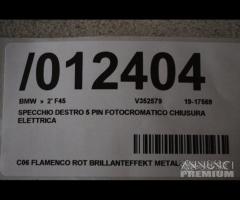 /012404
BMW » 2' F45 V352579 19-17569
SPECCHIO DESTRO 5 PIN FOTOCROMATICO CHIUSURA
ELETTRICA
C06 FLAMENCO ROT BRILLANTEFFEKT METAL
ANNUNCI
PREMIUM